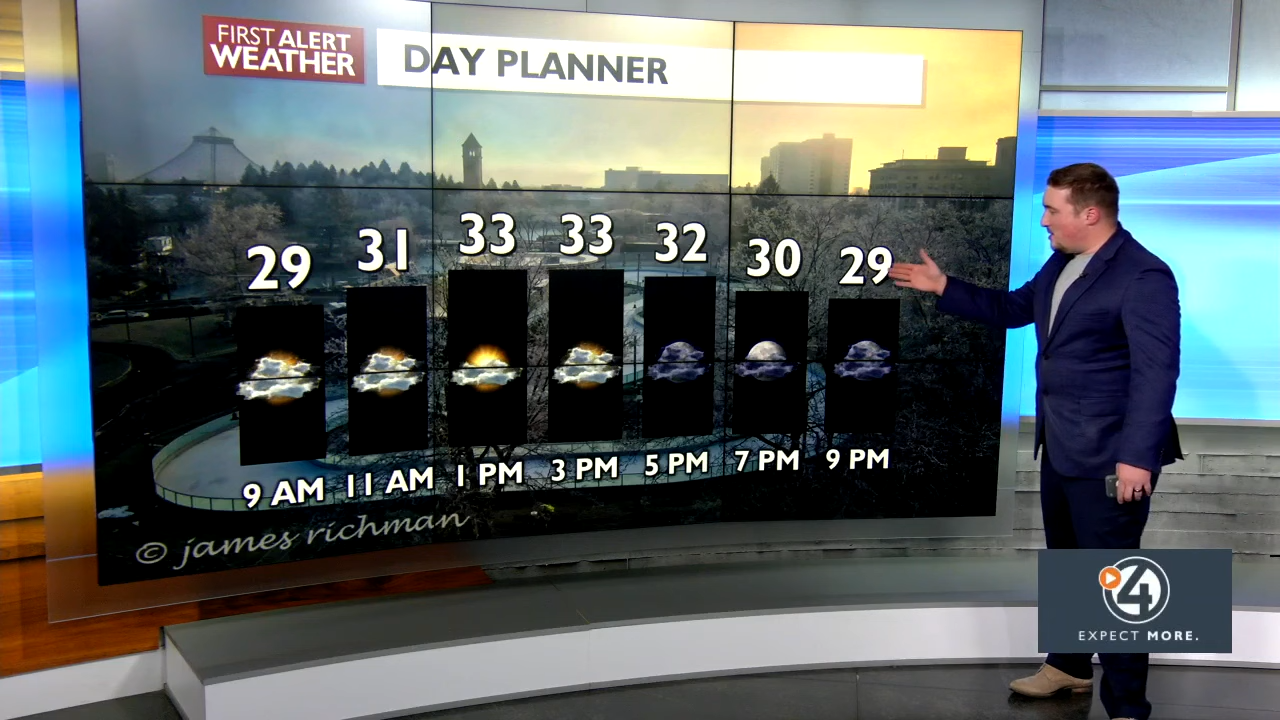 FIRST ALERT
WEATHER
DAY PLANNER
29 31 33 33 32 30 29
9 AM 11 AM 1 PM 3 PM 5 PM 7 PM 9 PM
© james richman
4
EXPECT MORE.